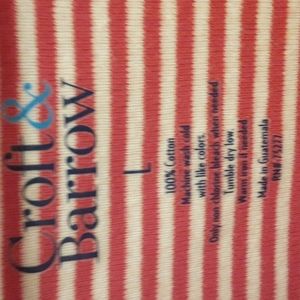 Croft &
Barrow
L
100% Cotton
Machine wash cold
with like colors.
Only non chlorine bleach when needed
Tumble dry low.
Warm iron if needed
Made in Guatemala
RN# 75277